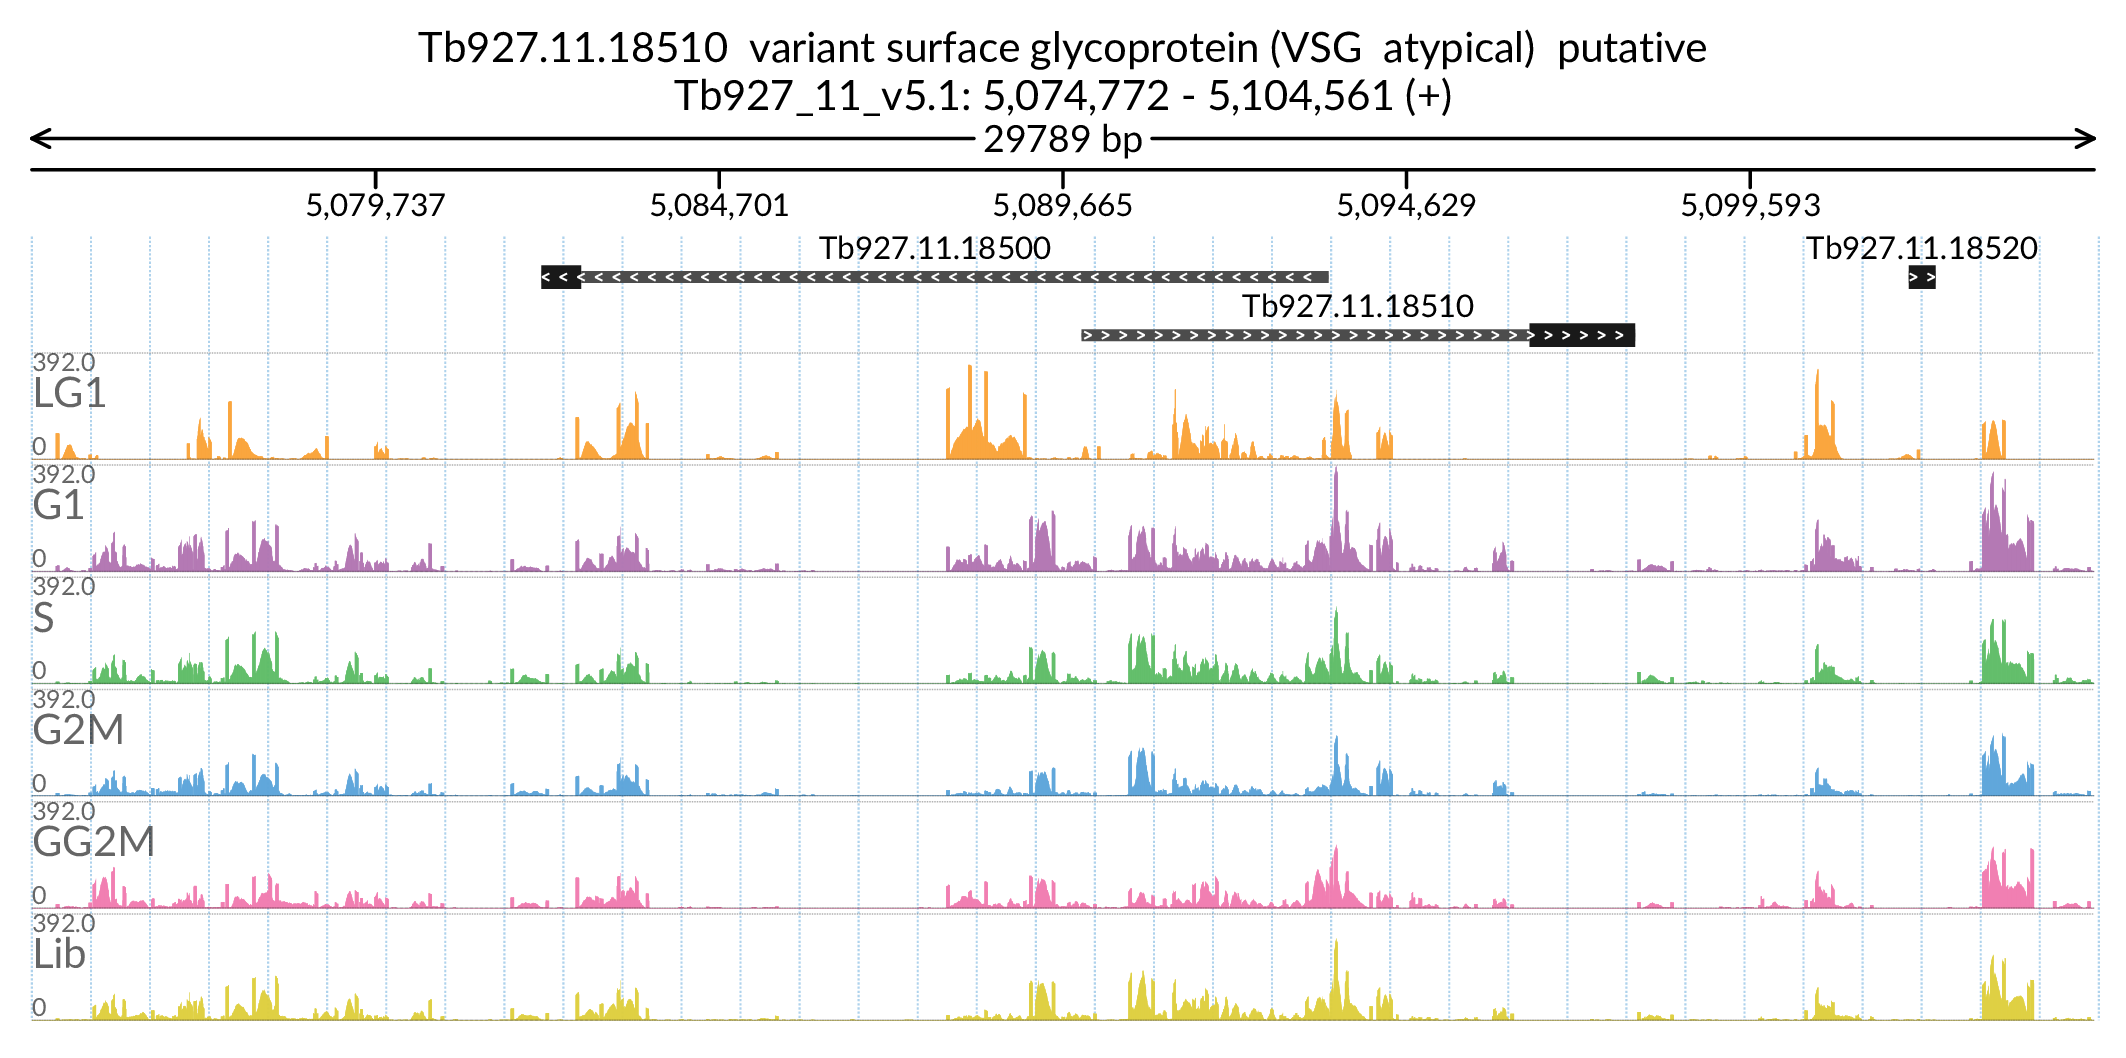 Tb927.11.18510  variant surface glycoprotein (VSG  atypical)  putative
Tb927_11_v5.1: 5,074,772 - 5,104,561 (+)
29789 bp
5,079,737 5,084,701 5,089,665 5,094,629 5,099,593
Tb927.11.18500 Tb927.11.18520
Tb927.11.18510
392.0
LG1
0
392.0
G1
0
392.0
S
0
392.0
G2M
0
392.0
GG2M
0
392.0
Lib
0